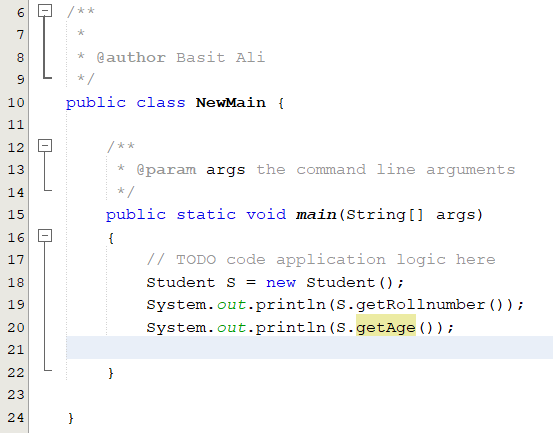 6 /**
7 *
8 * @author Basit Ali
9 */
10 public class NewMain {
11
12 /**
13 * @param args the command line arguments
14 */
15 public static void main(String[] args)
16 {
17 // TODO code application logic here
18 Student S = new Student();
19 System.out.println(S.getRollnumber());
20 System.out.println(S.getAge());
21
22 }
23
24 }